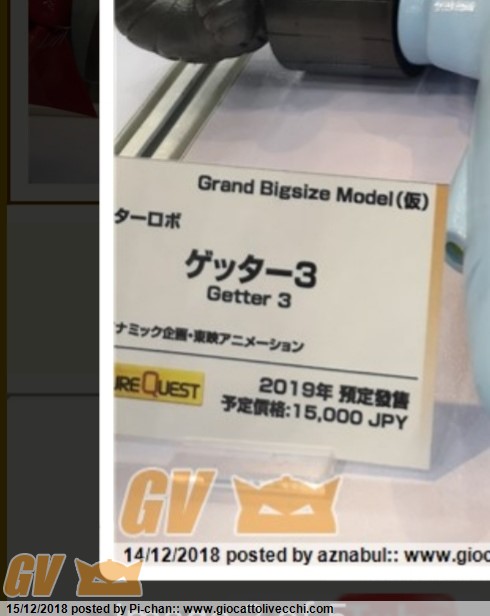 Grand Bigsize Model(仮)
ターロボ
ゲッター3
Getter 3
ナミック企画・東映アニメーション
UREQUEST
2019年 預定發售
予定価格:15,000 JPY
GV
14/12/2018 posted by aznabul:: www.gioc
GV
15/12/2018 posted by Pi-chan:: www.giocattolivecchi.com